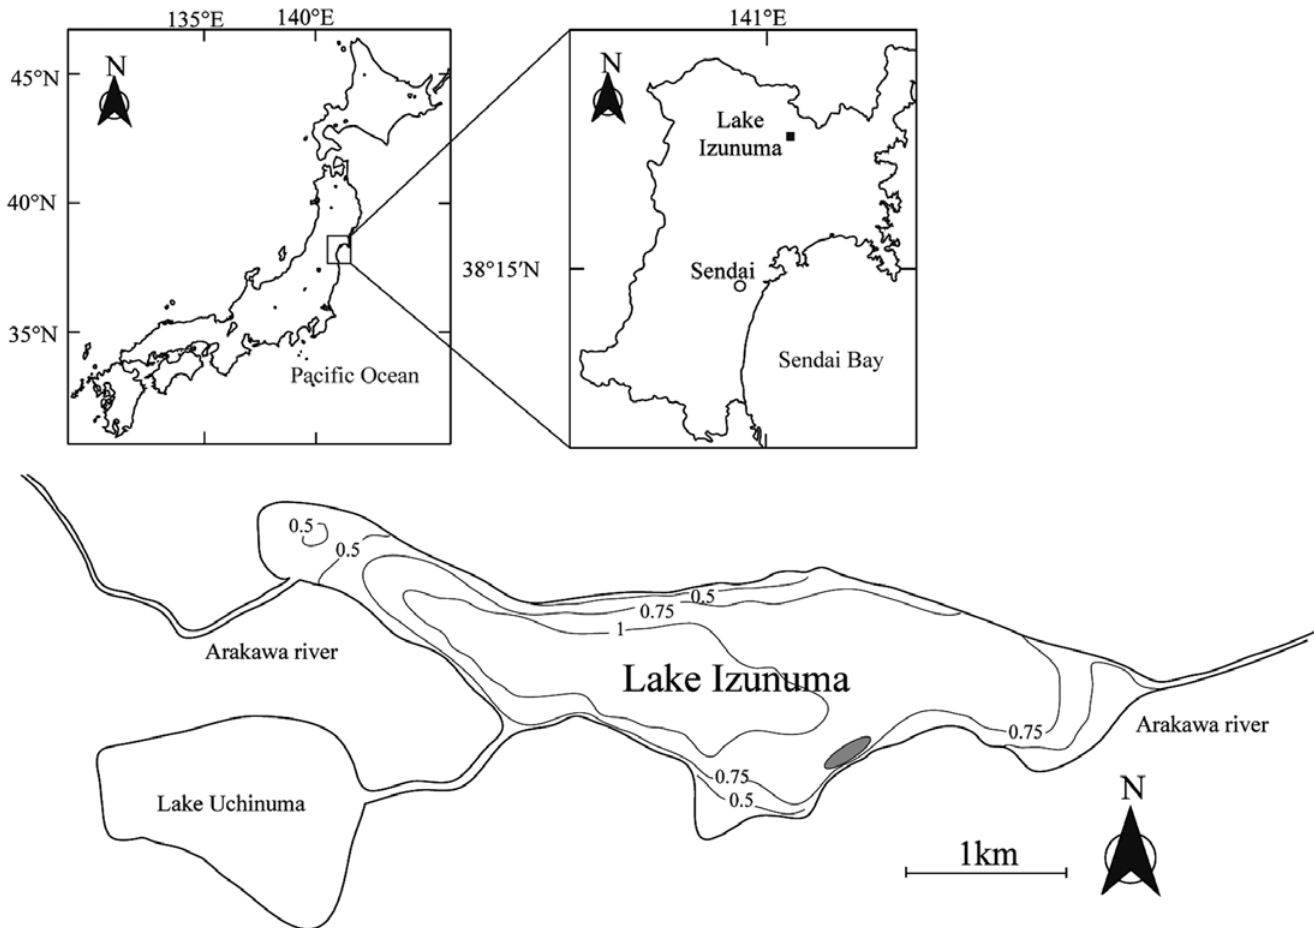 135°E
140°E
141°E
N
45°N
40°N
35°N
Pacific Ocean
N
Lake
Izunuma
38°15′N
Sendai
Sendai Bay
0.5
0.5
0.5
0.75
1
Arakawa river
Lake Izunuma
0.75
Arakawa river
0.75
0.5
Lake Uchinuma
N
1km